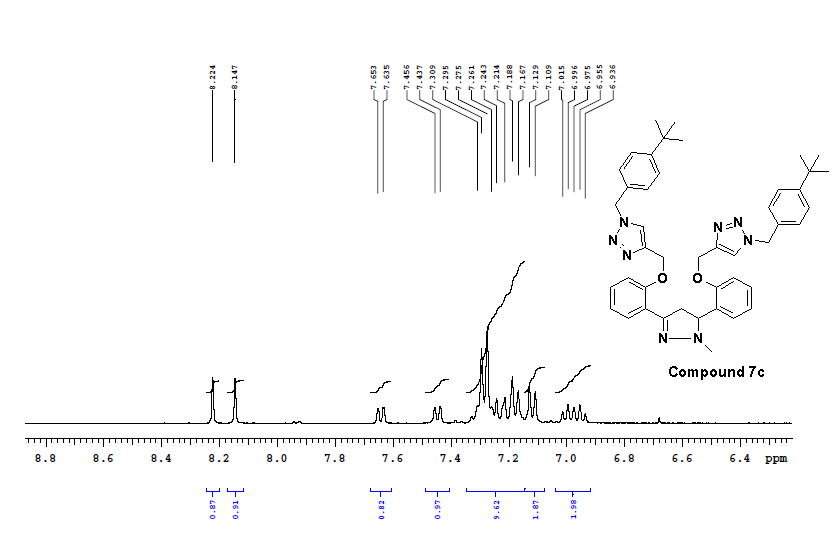 8.224
8.147
7.653
7.635
7.456
7.437
7.309
7.295
7.275
7.261
7.243
7.214
7.188
7.167
7.129
7.109
7.015
6.996
6.975
6.955
6.936
N
N
N
N
N
N
O
O
N
N
Compound 7c
8.8 8.6 8.4 8.2 8.0 7.8 7.6 7.4 7.2 7.0 6.8 6.6 6.4 ppm
0.87
0.91
0.82
0.97
9.62
1.87
1.98